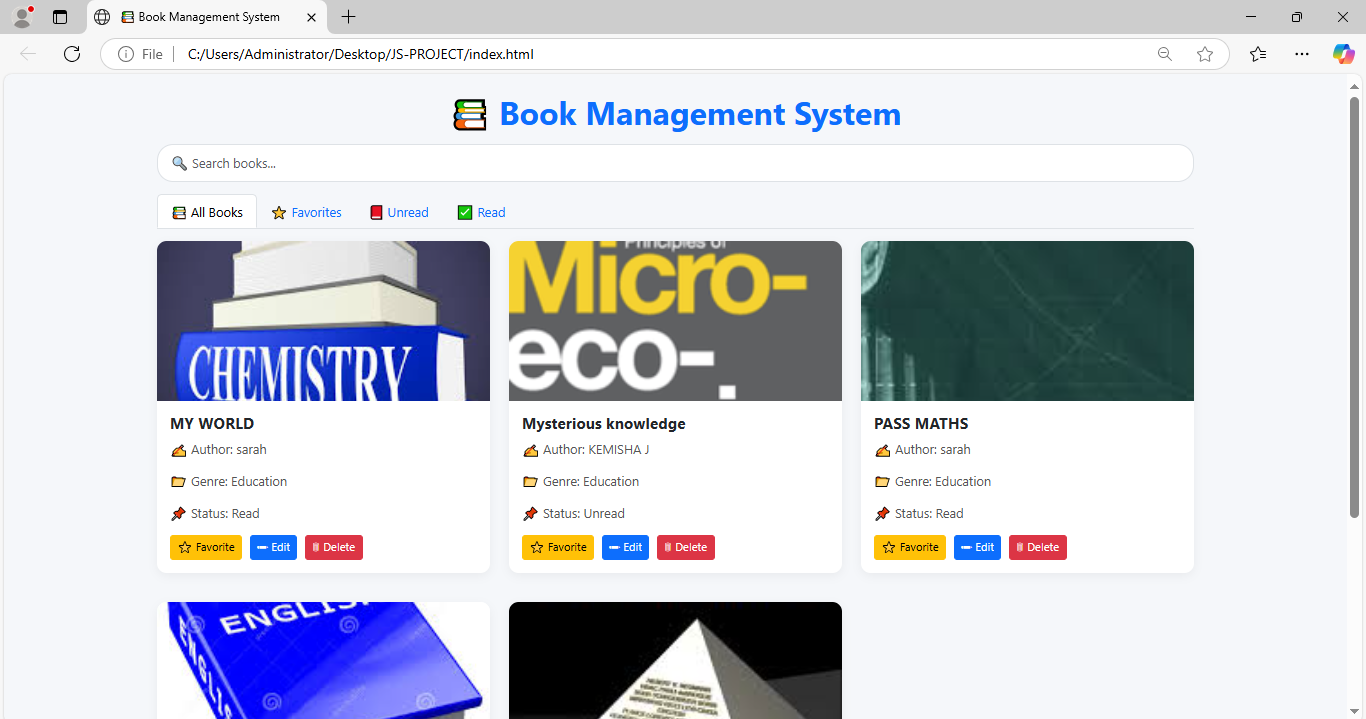 Book Management System
File C:/Users/Administrator/Desktop/JS-PROJECT/index.html
Book Management System
Search books...
All Books Favorites Unread Read
CHEMISTRY
Principles of
Micro-
eco-.
MY WORLD
Author: sarah
Genre: Education
Status: Read
Favorite Edit Delete
Mysterious knowledge
Author: KEMISHA J
Genre: Education
Status: Unread
Favorite Edit Delete
PASS MATHS
Author: sarah
Genre: Education
Status: Read
Favorite Edit Delete
ENGLISH
ENGLIS